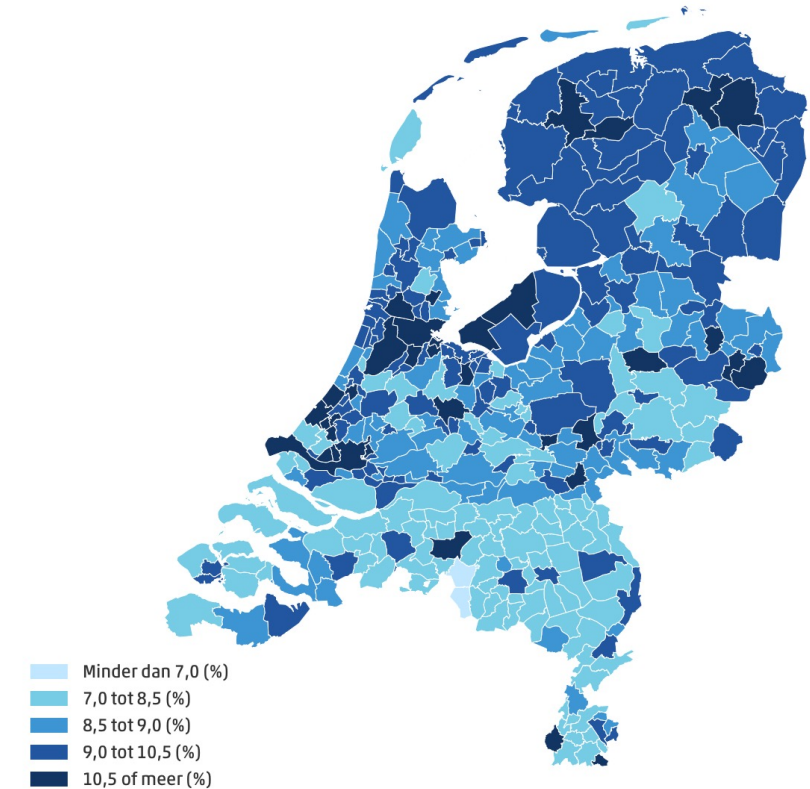 Minder dan 7,0 (%)
7,0 tot 8,5 (%)
8,5 tot 9,0 (%)
9,0 tot 10,5 (%)
10,5 of meer (%)